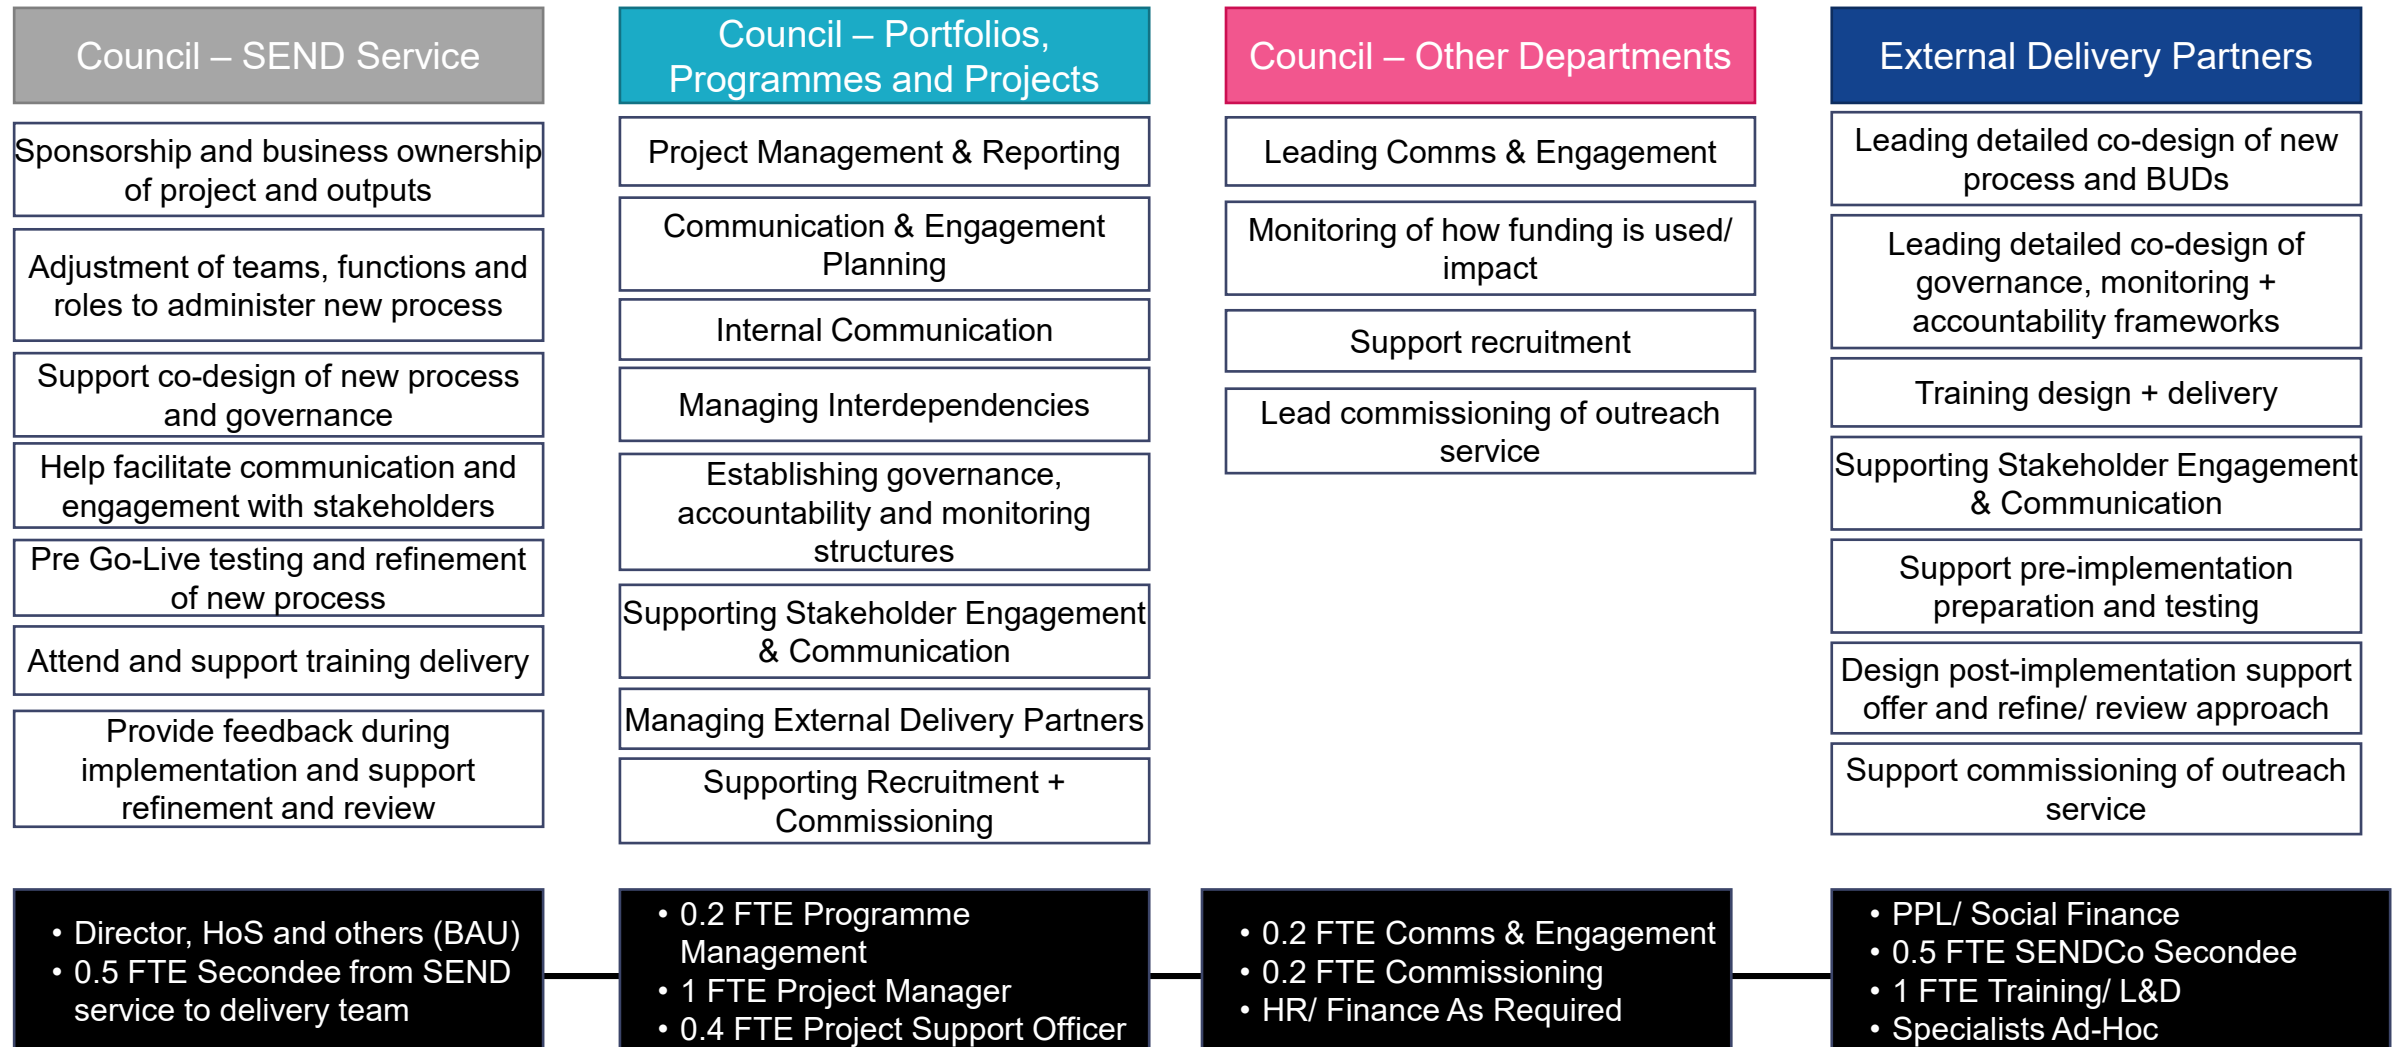 Council – SEND Service
Sponsorship and business ownership
of project and outputs
Adjustment of teams, functions and
roles to administer new process
Support co-design of new process
and governance
Help facilitate communication and
engagement with stakeholders
Pre Go-Live testing and refinement
of new process
Attend and support training delivery
Provide feedback during
implementation and support
refinement and review
• Director, HoS and others (BAU)
• 0.5 FTE Secondee from SEND
service to delivery team
Council – Portfolios,
Programmes and Projects
Project Management & Reporting
Communication & Engagement
Planning
Internal Communication
Managing Interdependencies
Establishing governance,
accountability and monitoring
structures
Supporting Stakeholder Engagement
& Communication
Managing External Delivery Partners
Supporting Recruitment +
Commissioning
• 0.2 FTE Programme
Management
• 1 FTE Project Manager
• 0.4 FTE Project Support Officer
Council – Other Departments
Leading Comms & Engagement
Monitoring of how funding is used/
impact
Support recruitment
Lead commissioning of outreach
service
• 0.2 FTE Comms & Engagement
• 0.2 FTE Commissioning
• HR/ Finance As Required
External Delivery Partners
Leading detailed co-design of new
process and BUDs
Leading detailed co-design of
governance, monitoring +
accountability frameworks
Training design + delivery
Supporting Stakeholder Engagement
& Communication
Support pre-implementation
preparation and testing
Design post-implementation support
offer and refine/ review approach
Support commissioning of outreach
service
• PPL/ Social Finance
• 0.5 FTE SENDCo Secondee
• 1 FTE Training/ L&D
• Specialists Ad-Hoc